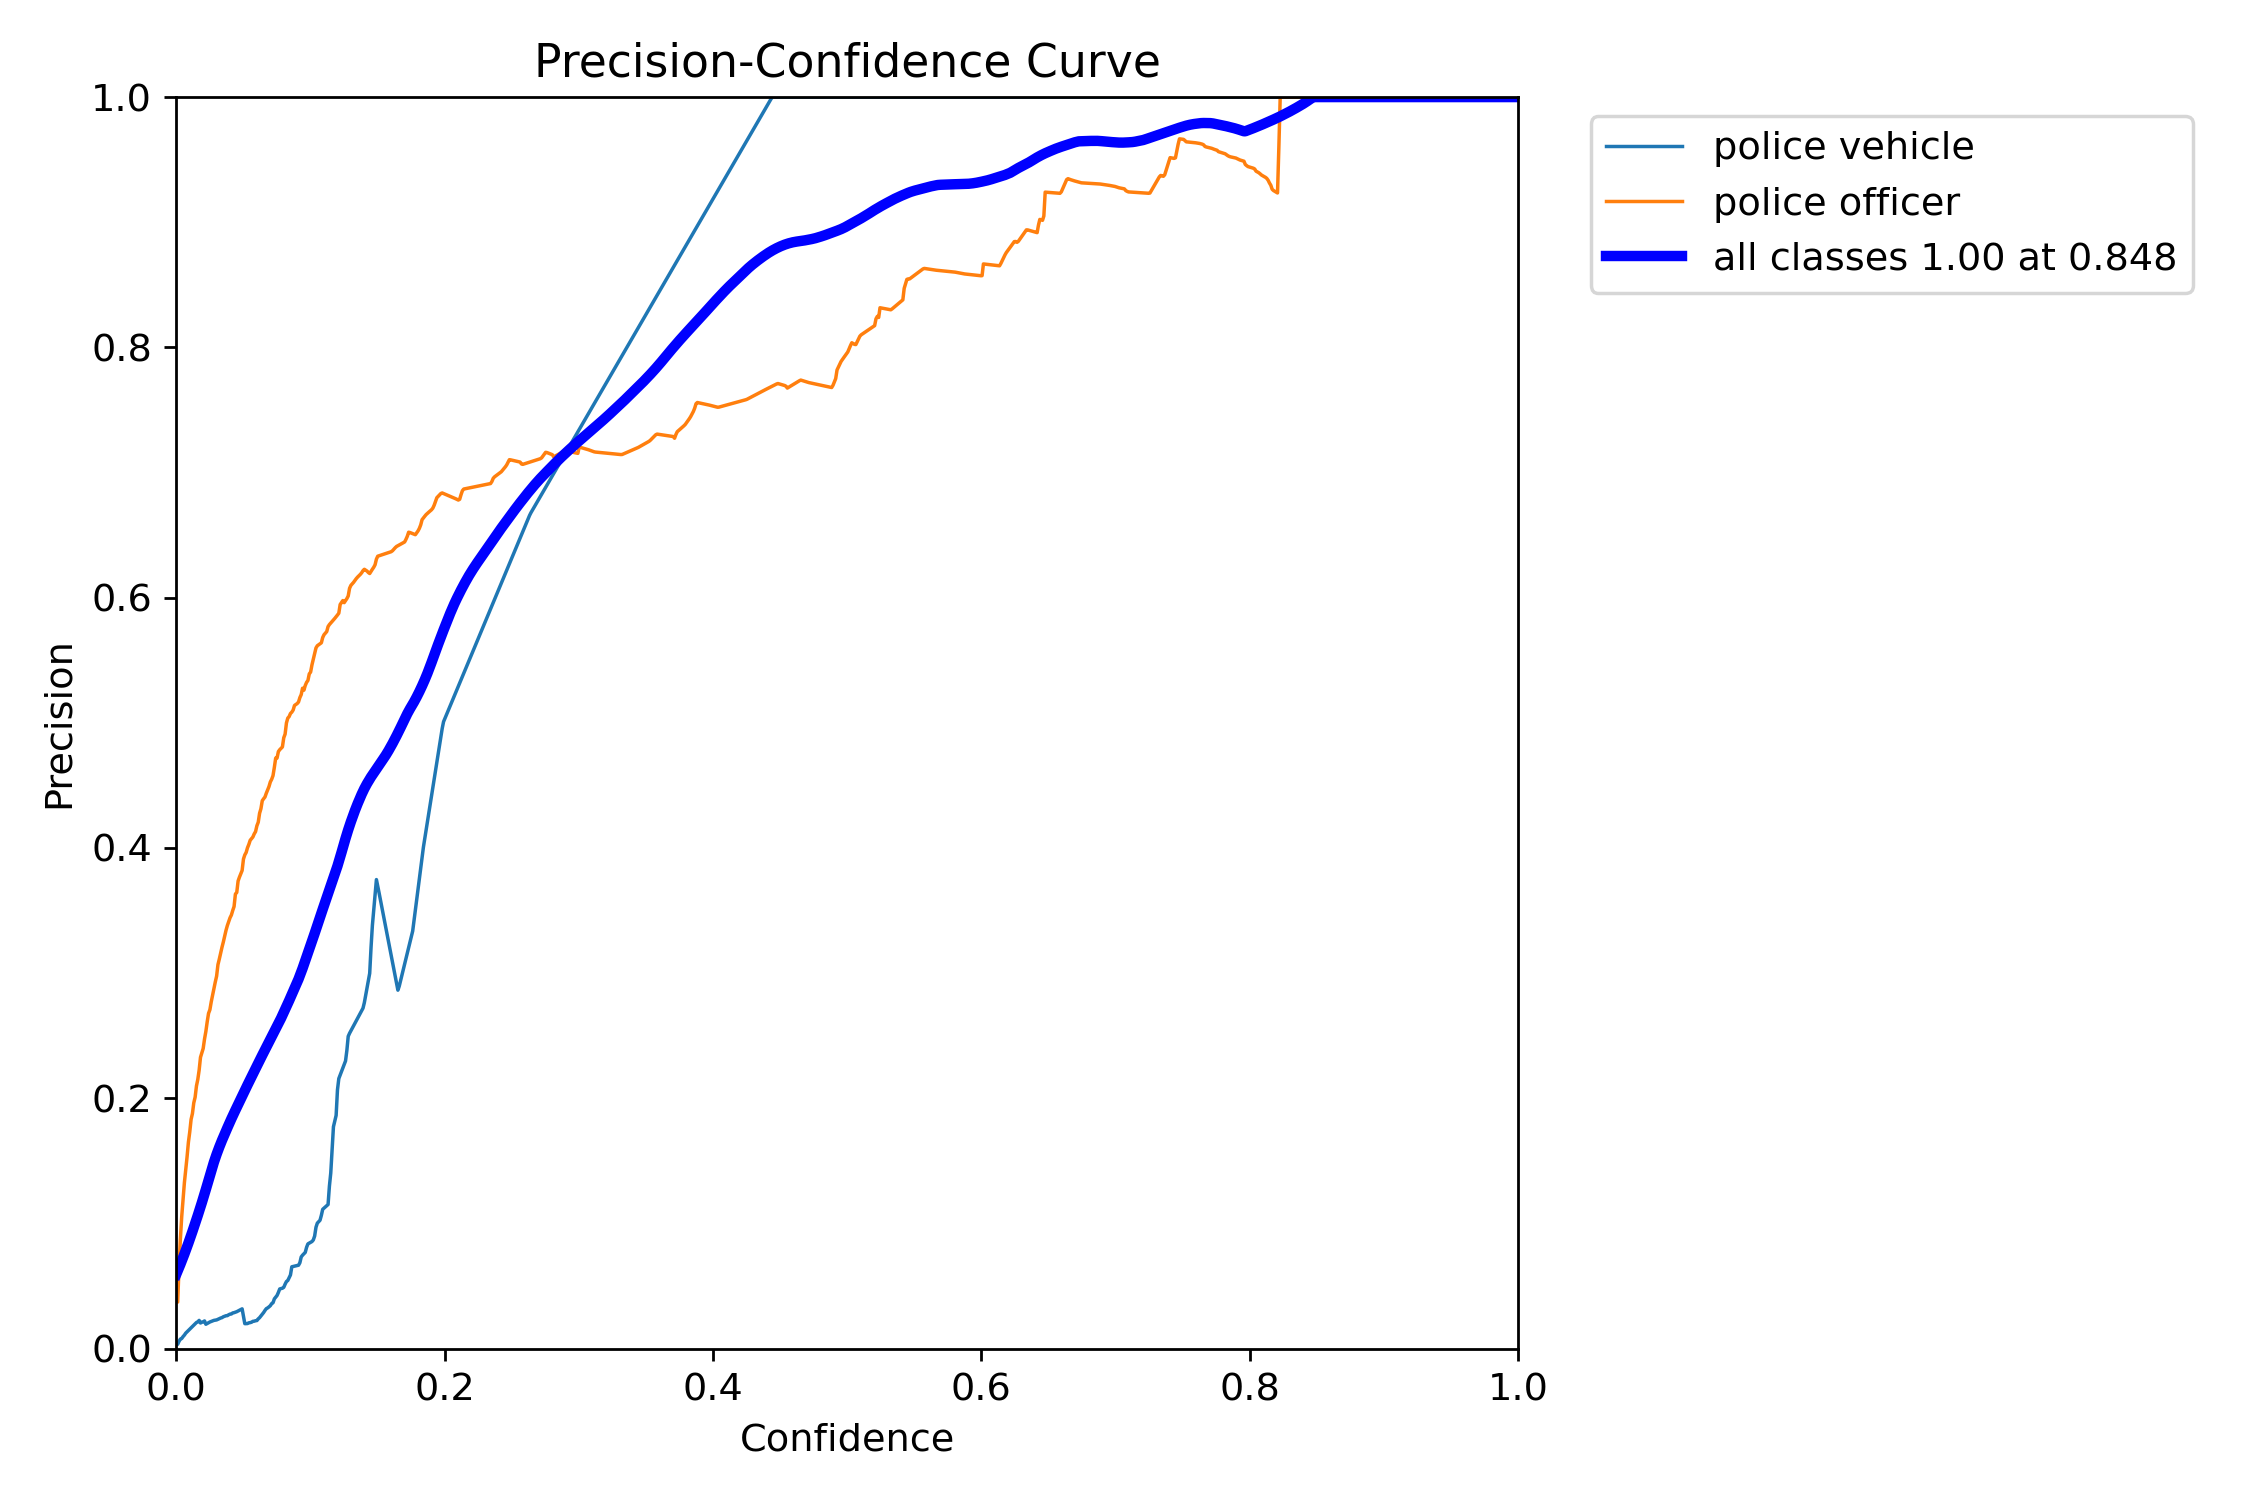 Precision-Confidence Curve
1.0
0.8
0.6
0.4
0.2
0.0
Precision
0.0 0.2 0.4 0.6 0.8 1.0
Confidence
police vehicle
police officer
all classes 1.00 at 0.848